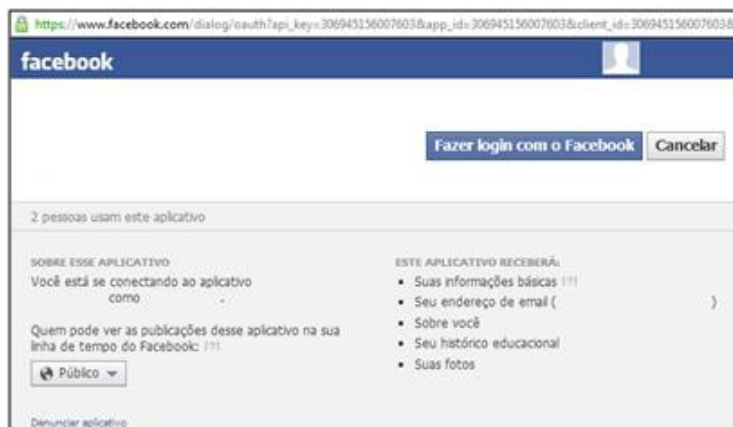 https://www.facebook.com/dialog/oauth?api_key=306945156007603&app_id=306945156007603&client_id=306945156007603&
facebook
Fazer login com o Facebook Cancelar
2 pessoas usam este aplicativo
SOBRE ESSE APLICATIVO
Você está se conectando ao aplicativo
como .
Quem pode ver as publicações desse aplicativo na sua
linha de tempo do Facebook: [?]
Público
Denunciar aplicativo
ESTE APLICATIVO RECEBERÁ:
• Suas informações básicas [?]
• Seu endereço de email ( )
• Sobre você
• Seu histórico educacional
• Suas fotos